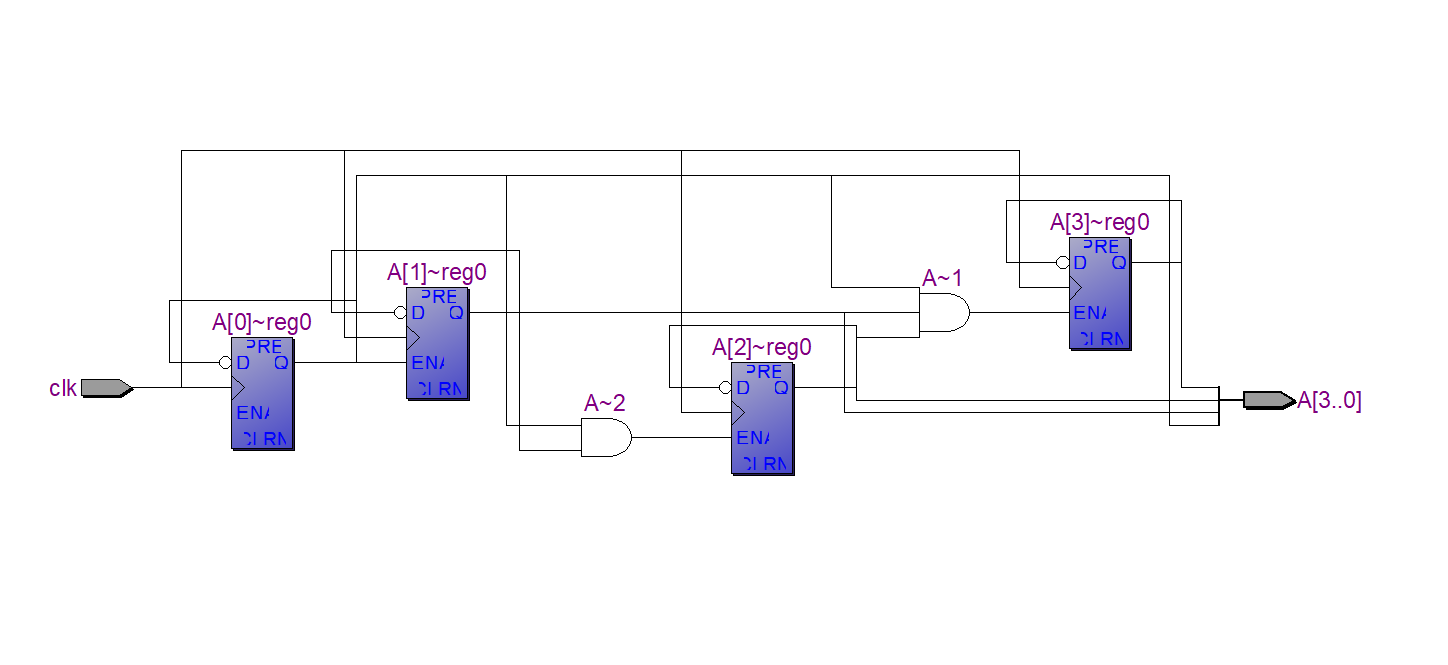 A[3]~reg0
PRE
D Q
ENA
CLRN
A~1
A[1]~reg0
PRE
D Q
ENA
CLRN
A[0]~reg0
PRE
D Q
ENA
CLRN
A[2]~reg0
PRE
D Q
ENA
CLRN
clk
A~2
A[3..0]